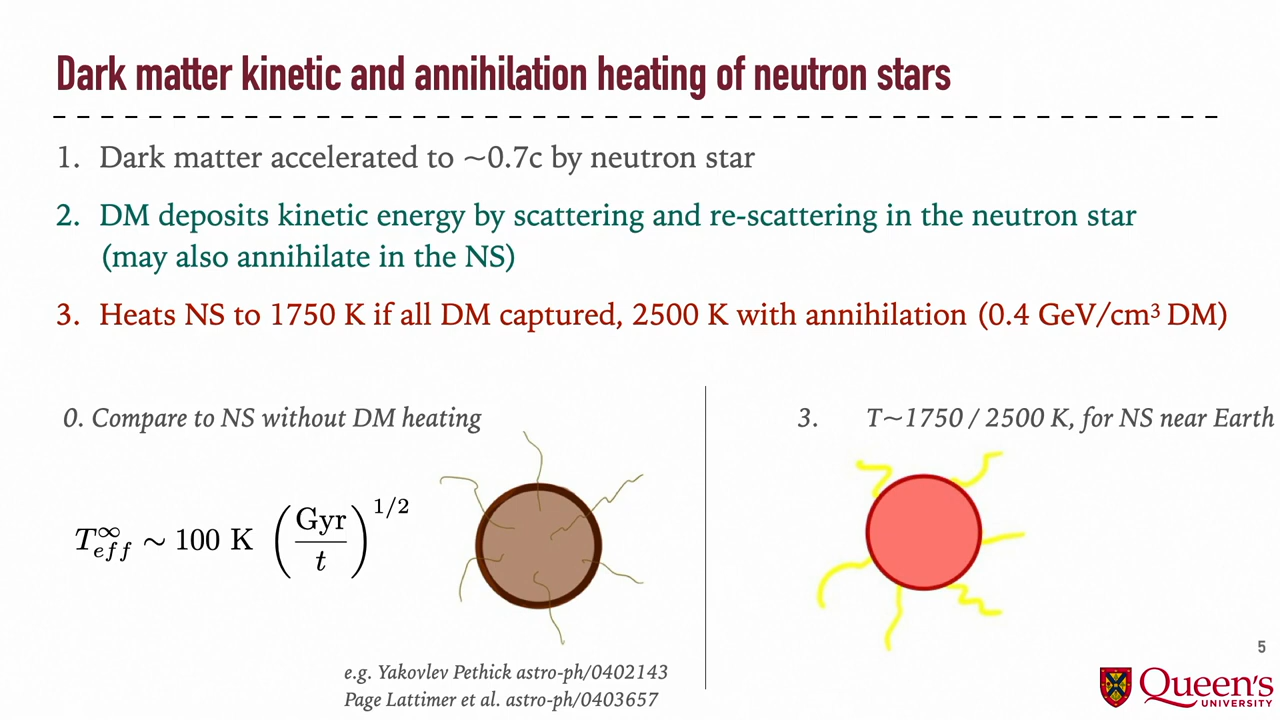 Dark matter kinetic and annihilation heating of neutron stars
1. Dark matter accelerated to ~0.7c by neutron star
2. DM deposits kinetic energy by scattering and re-scattering in the neutron star
(may also annihilate in the NS)
3. Heats NS to 1750 K if all DM captured, 2500 K with annihilation (0.4 GeV/cm³ DM)
0. Compare to NS without DM heating
T_{eff}^∞ ~ 100 K (Gyr/t)^{1/2}
e.g. Yakovlev Pethick astro-ph/0402143
Page Lattimer et al. astro-ph/0403657
3. T~1750 / 2500 K, for NS near Earth
5
Queen's
UNIVERSITY